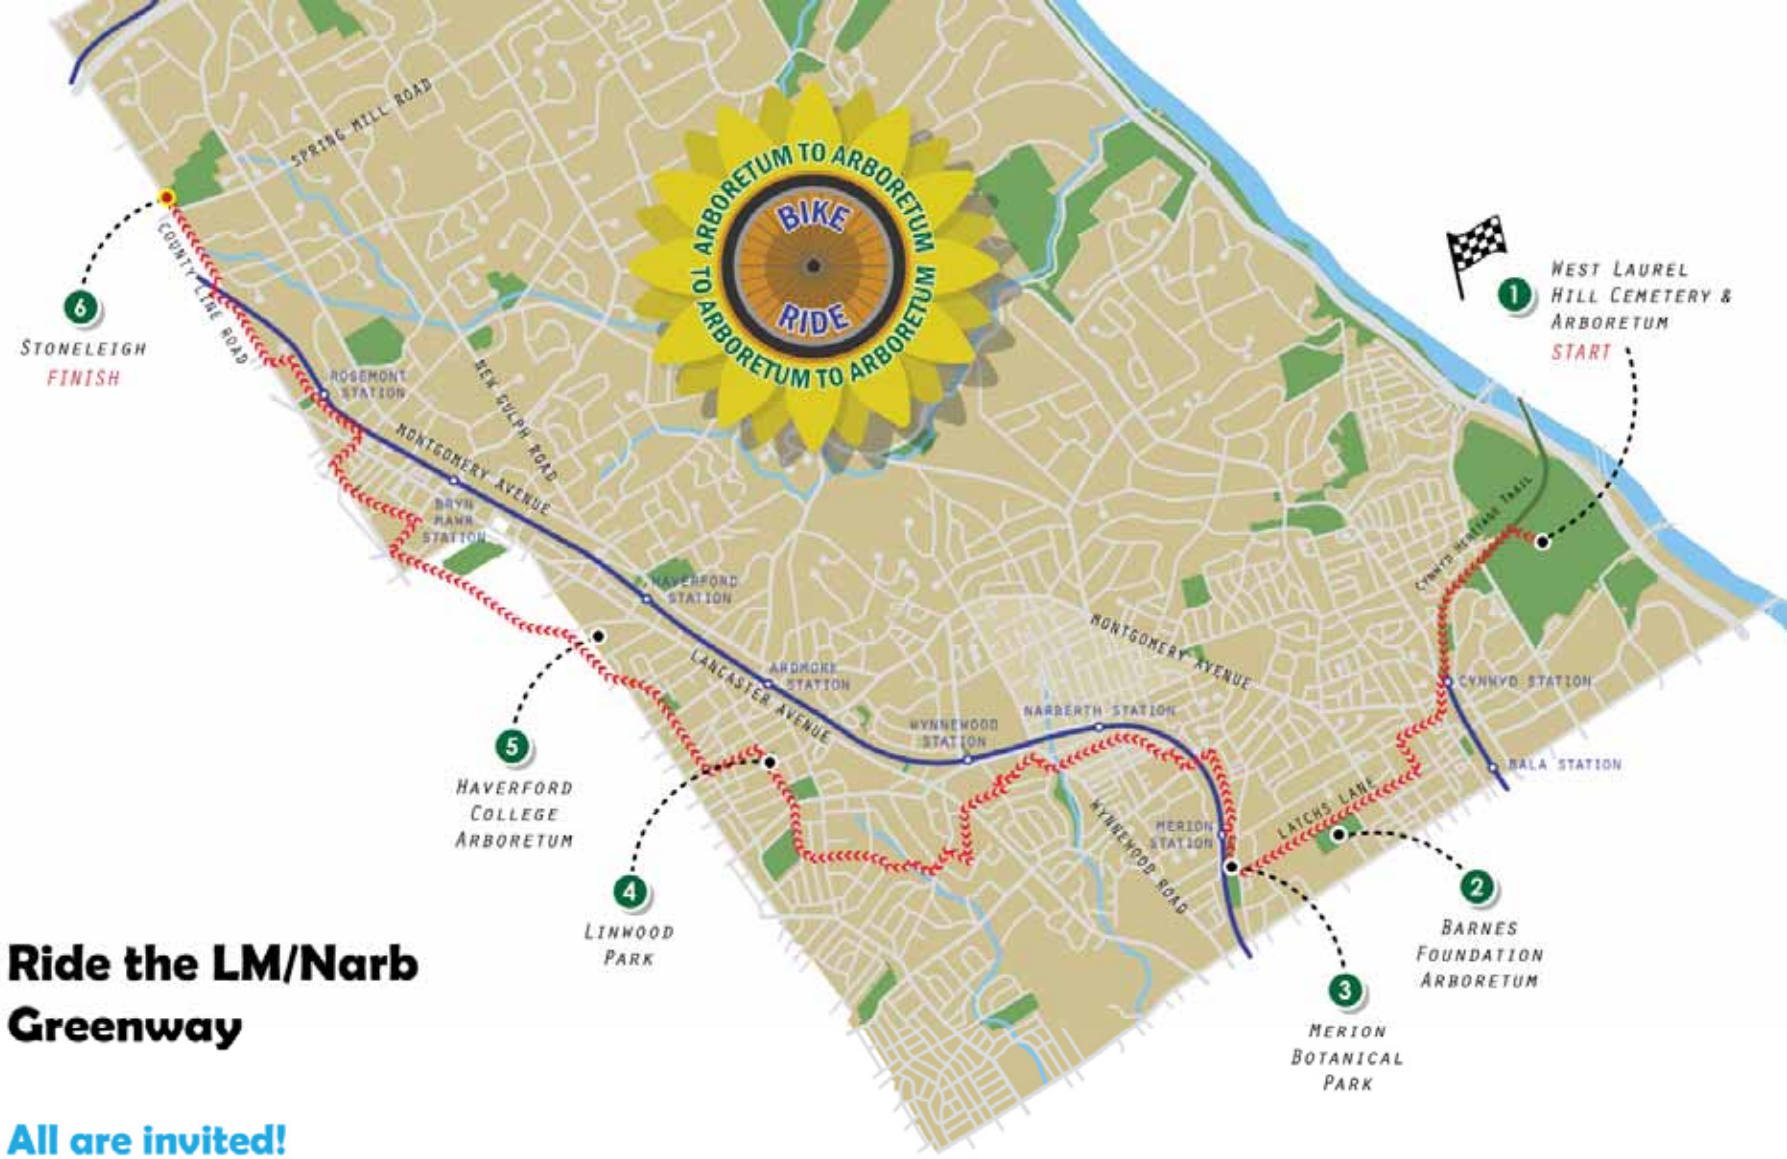 SPRING MILL ROAD
ARBORETUM TO ARBORETUM
TO ARBORETUM TO ARBORETUM
BIKE
RIDE
COUNTY LINE ROAD
6
STONELEIGH
FINISH
1
WEST LAUREL
HILL CEMETERY &
ARBORETUM
START
ROSEMONT
STATION
NEW GULPH ROAD
MONTGOMERY AVENUE
BRYN
MAWR
STATION
CYNWYD HERITAGE TRAIL
HAVERFORD
STATION
MONTGOMERY AVENUE
LANCASTER AVENUE
ARDMORE
STATION
CYNWYD STATION
NARBERTH STATION
WYNNEWOOD
STATION
BALA STATION
5
HAVERFORD
COLLEGE
ARBORETUM
LATCHS LANE
WYNNEWOOD ROAD
MERION
STATION
4
LINWOOD
PARK
2
BARNES
FOUNDATION
ARBORETUM
3
MERION
BOTANICAL
PARK
Ride the LM/Narb
Greenway
All are invited!